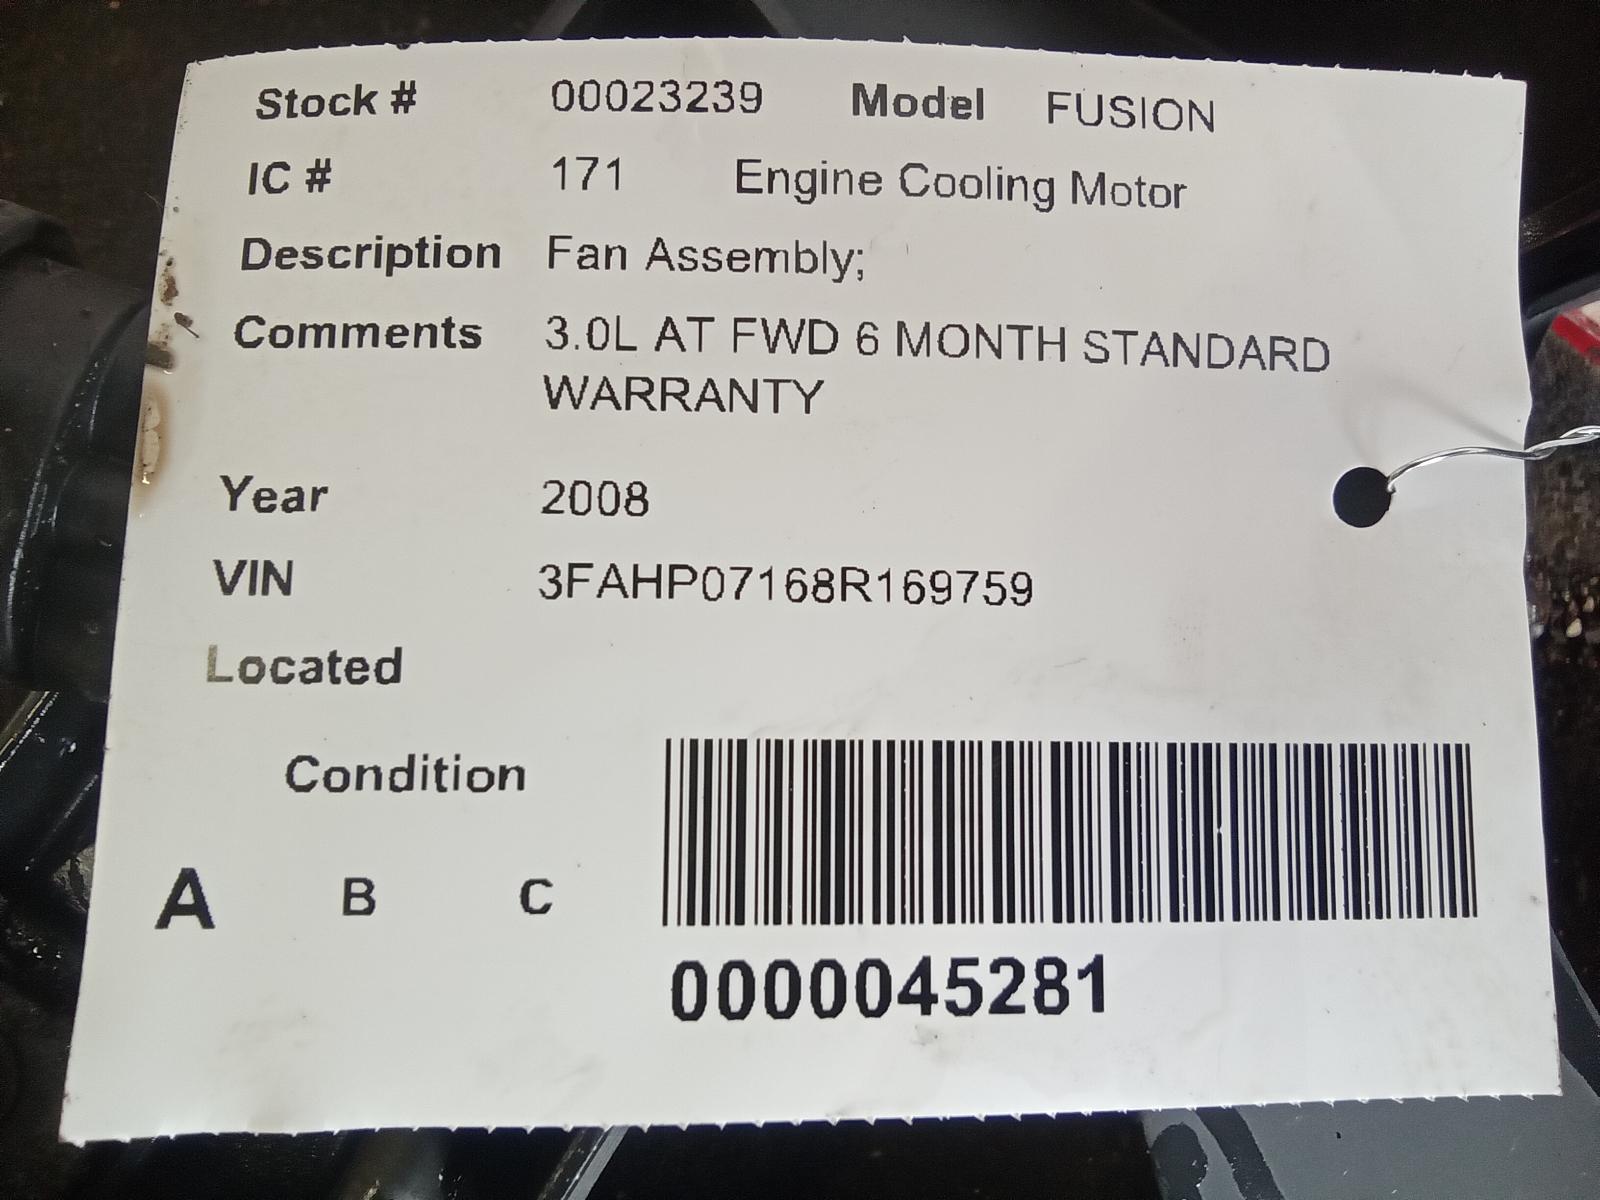 Stock # 00023239 Model FUSION
IC # 171 Engine Cooling Motor
Description Fan Assembly;
Comments 3.0L AT FWD 6 MONTH STANDARD
WARRANTY
Year 2008
VIN 3FAHP07168R169759
Located
Condition
A B C
0000045281